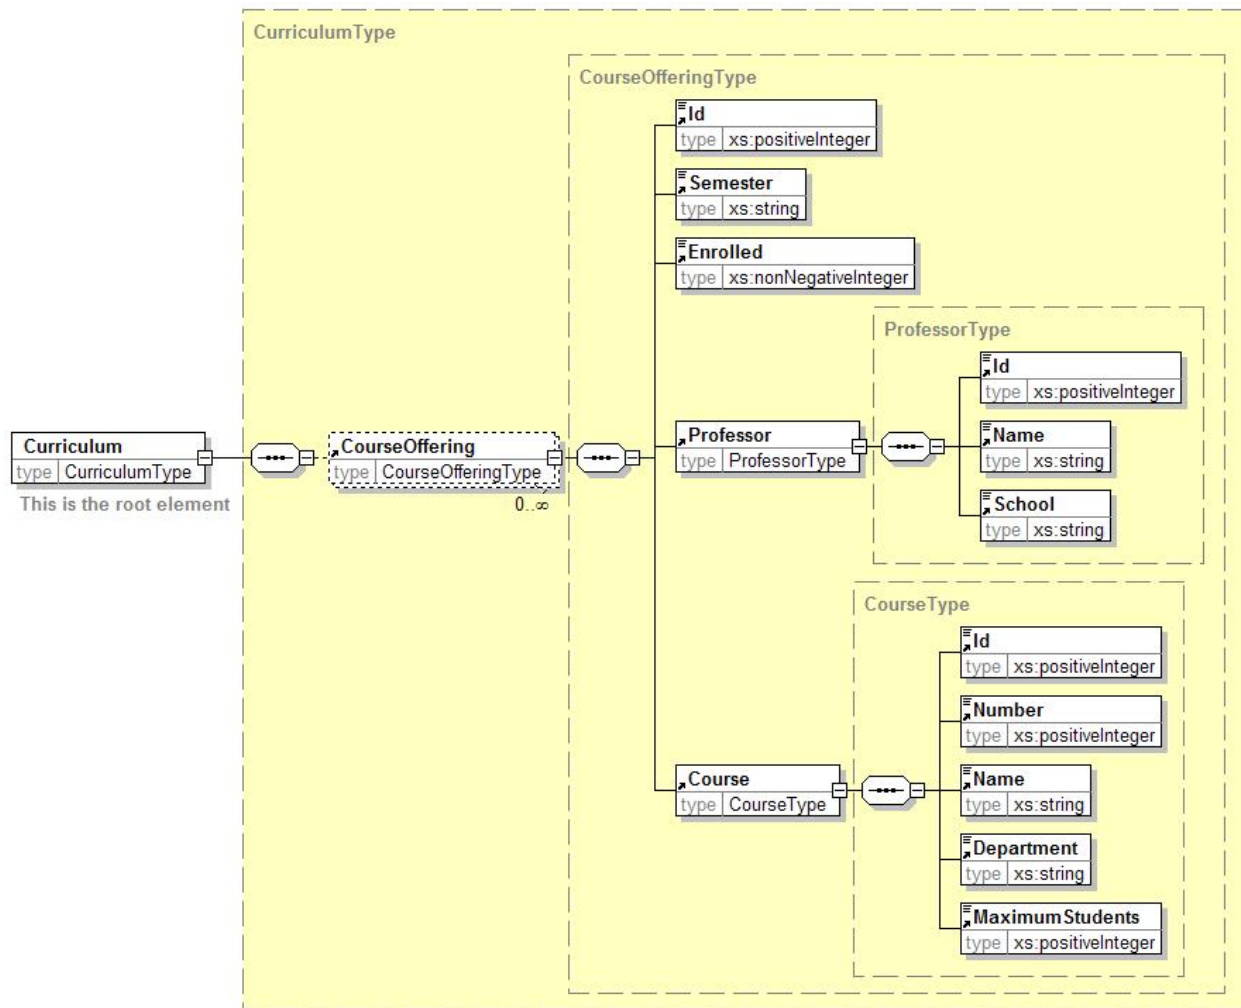 CurriculumType
CourseOfferingType
Id
type xs:positiveInteger
Semester
type xs:string
Enrolled
type xs:nonNegativeInteger
ProfessorType
Id
type xs:positiveInteger
Professor
type ProfessorType
Name
type xs:string
School
type xs:string
Curriculum
type CurriculumType
This is the root element
CourseOffering
type CourseOfferingType
0..∞
CourseType
Id
type xs:positiveInteger
Number
type xs:positiveInteger
Course
type CourseType
Name
type xs:string
Department
type xs:string
MaximumStudents
type xs:positiveInteger